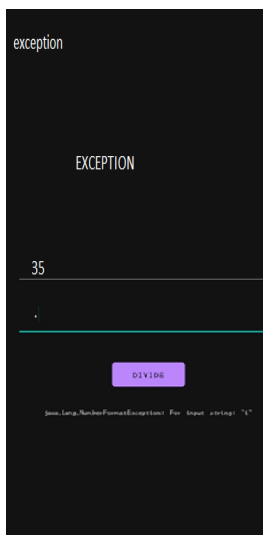 exception
EXCEPTION
35
.
DIVIDE
java.lang.NumberFormatException: For input string: